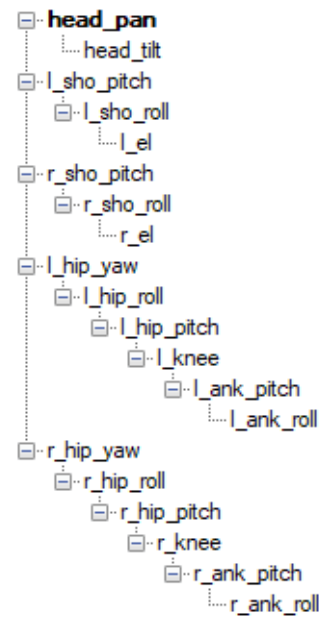 head_pan
head_tilt
l_sho_pitch
l_sho_roll
l_el
r_sho_pitch
r_sho_roll
r_el
l_hip_yaw
l_hip_roll
l_hip_pitch
l_knee
l_ank_pitch
l_ank_roll
r_hip_yaw
r_hip_roll
r_hip_pitch
r_knee
r_ank_pitch
r_ank_roll